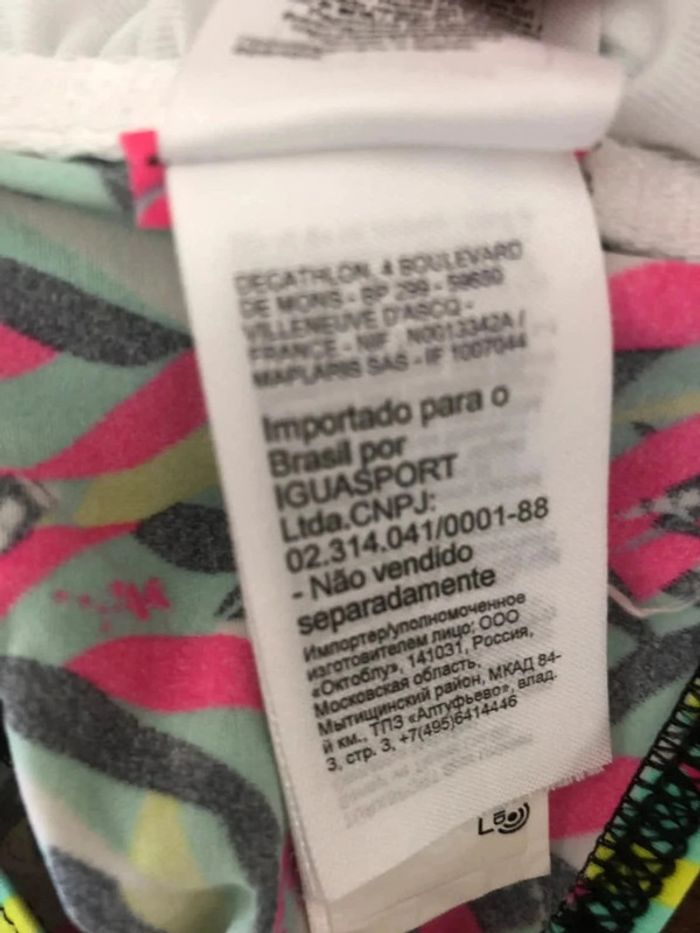 DECATHLON, 4 BOULEVARD
DE MONS - BP 299 - 59650
VILLENEUVE D'ASCQ -
FRANCE - NIF. N0013342A /
MAPLARIS SAS - IF 1007044
Importado para o
Brasil por
IGUASPORT
Ltda.CNPJ:
02.314.041/0001-88
- Não vendido
separadamente
Импортер/уполномоченное
изготовителем лицо: ООО
«Октоблу», 141031, Россия,
Московская область,
Мытищинский район, МКАД 84-
й км., ТПЗ «Алтуфьево», влад.
3, стр. 3, +7(495)6414446